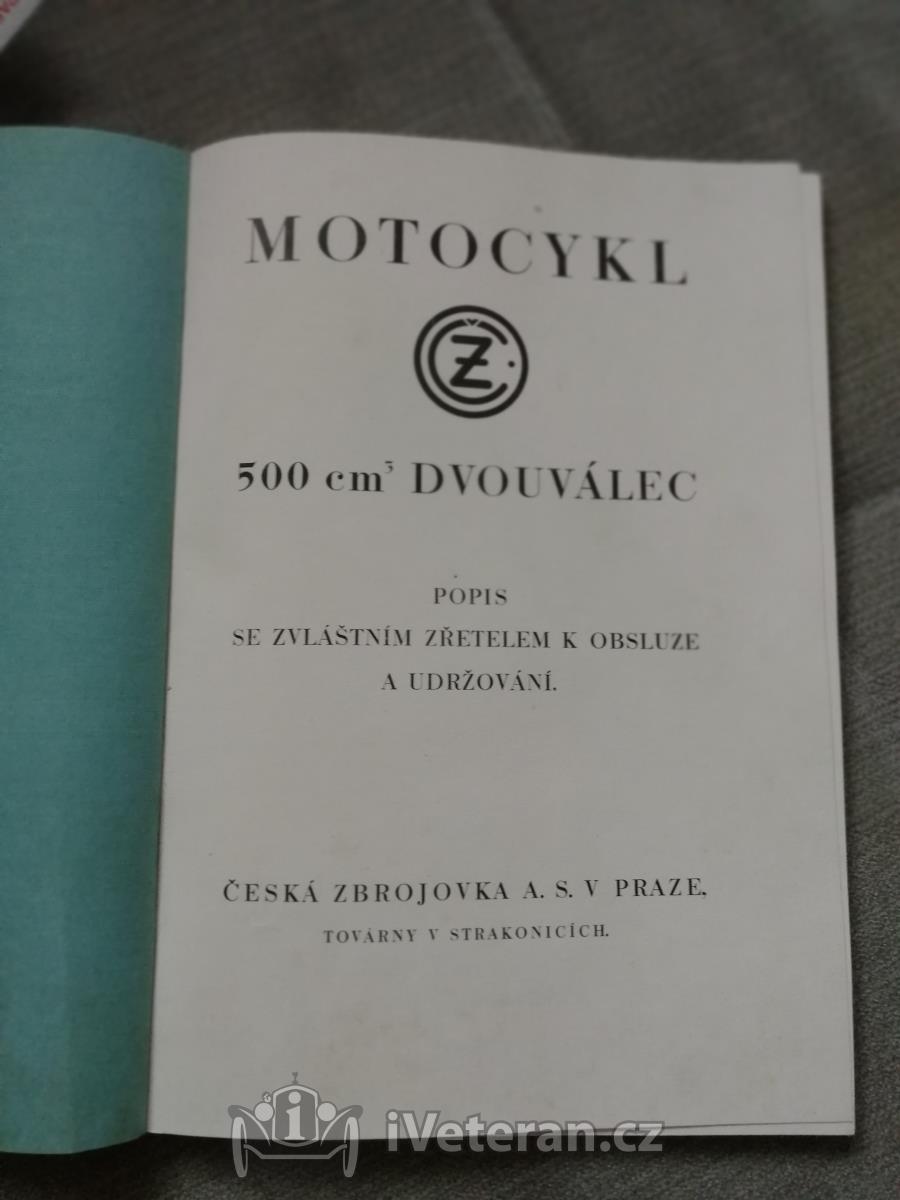 MOTOCYKL
ČZ
500 cm³ DVOUVÁLEC
POPIS
SE ZVLÁŠTNÍM ZŘETELEM K OBSLUZE
A UDRŽOVÁNÍ.
ČESKÁ ZBROJOVKA A. S. V PRAZE,
TOVÁRNY V STRAKONICÍCH.
i iVeteran.cz